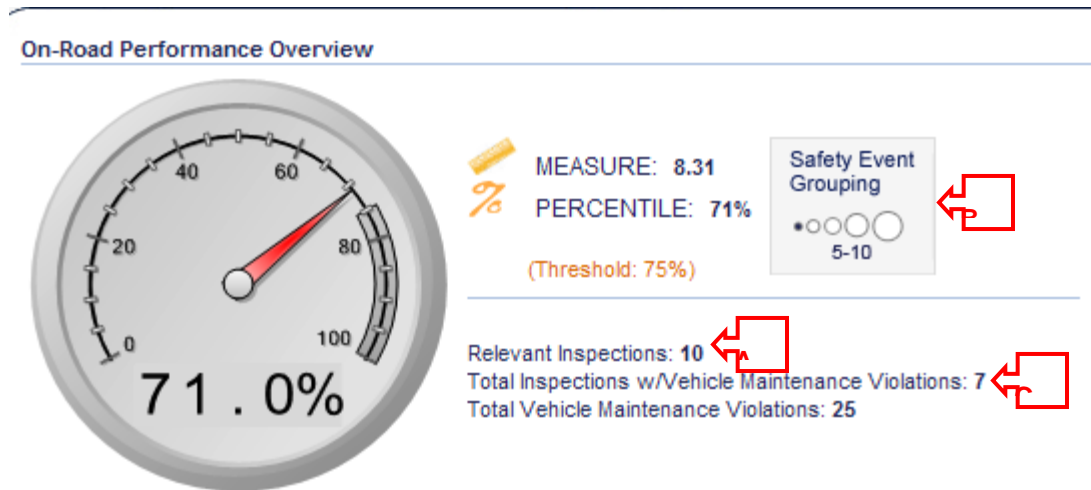 On-Road Performance Overview
0
20
40
60
80
100
71.0%
MEASURE: 8.31
PERCENTILE: 71%
(Threshold: 75%)
Safety Event
Grouping
5-10
Relevant Inspections: 10
Total Inspections w/Vehicle Maintenance Violations: 7
Total Vehicle Maintenance Violations: 25